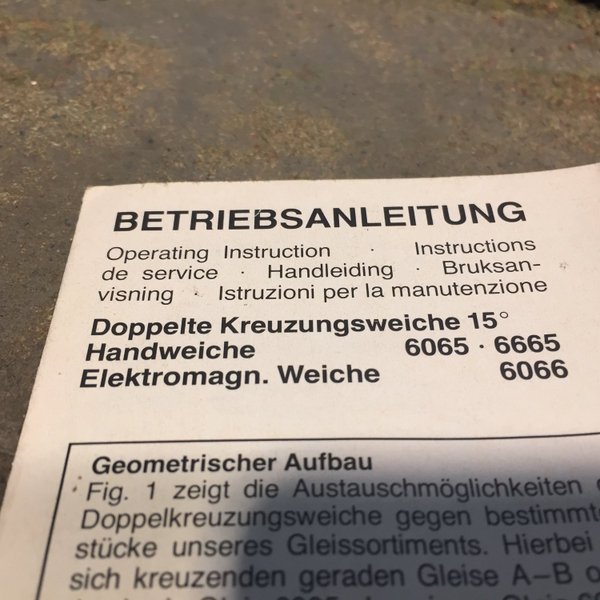 BETRIEBSANLEITUNG
Operating Instruction · Instructions
de service · Handleiding · Bruksan-
visning · Istruzioni per la manutenzione
Doppelte Kreuzungsweiche 15°
Handweiche 6065 · 6665
Elektromagn. Weiche 6066
Geometrischer Aufbau
Fig. 1 zeigt die Austauschmöglichkeiten
Doppelkreuzungsweiche gegen bestimmte
stücke unseres Gleissortiments. Hierbei
sich kreuzenden geraden Gleise A–B